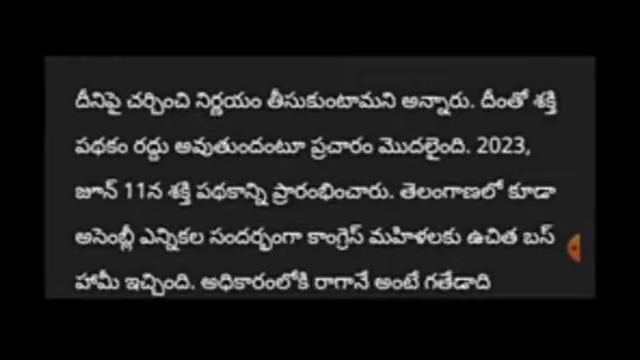 దీనిపై చర్చించి నిర్ణయం తీసుకుంటామని అన్నారు. దీంతో శక్తి
పథకం రద్దు అవుతుందంటూ ప్రచారం మొదలైంది. 2023,
జూన్ 11న శక్తి పథకాన్ని ప్రారంభించారు. తెలంగాణలో కూడా
అసెంబ్లీ ఎన్నికల సందర్భంగా కాంగ్రెస్ మహిళలకు ఉచిత బస్
హామీ ఇచ్చింది. అధికారంలోకి రాగానే అంటే గతేడాది